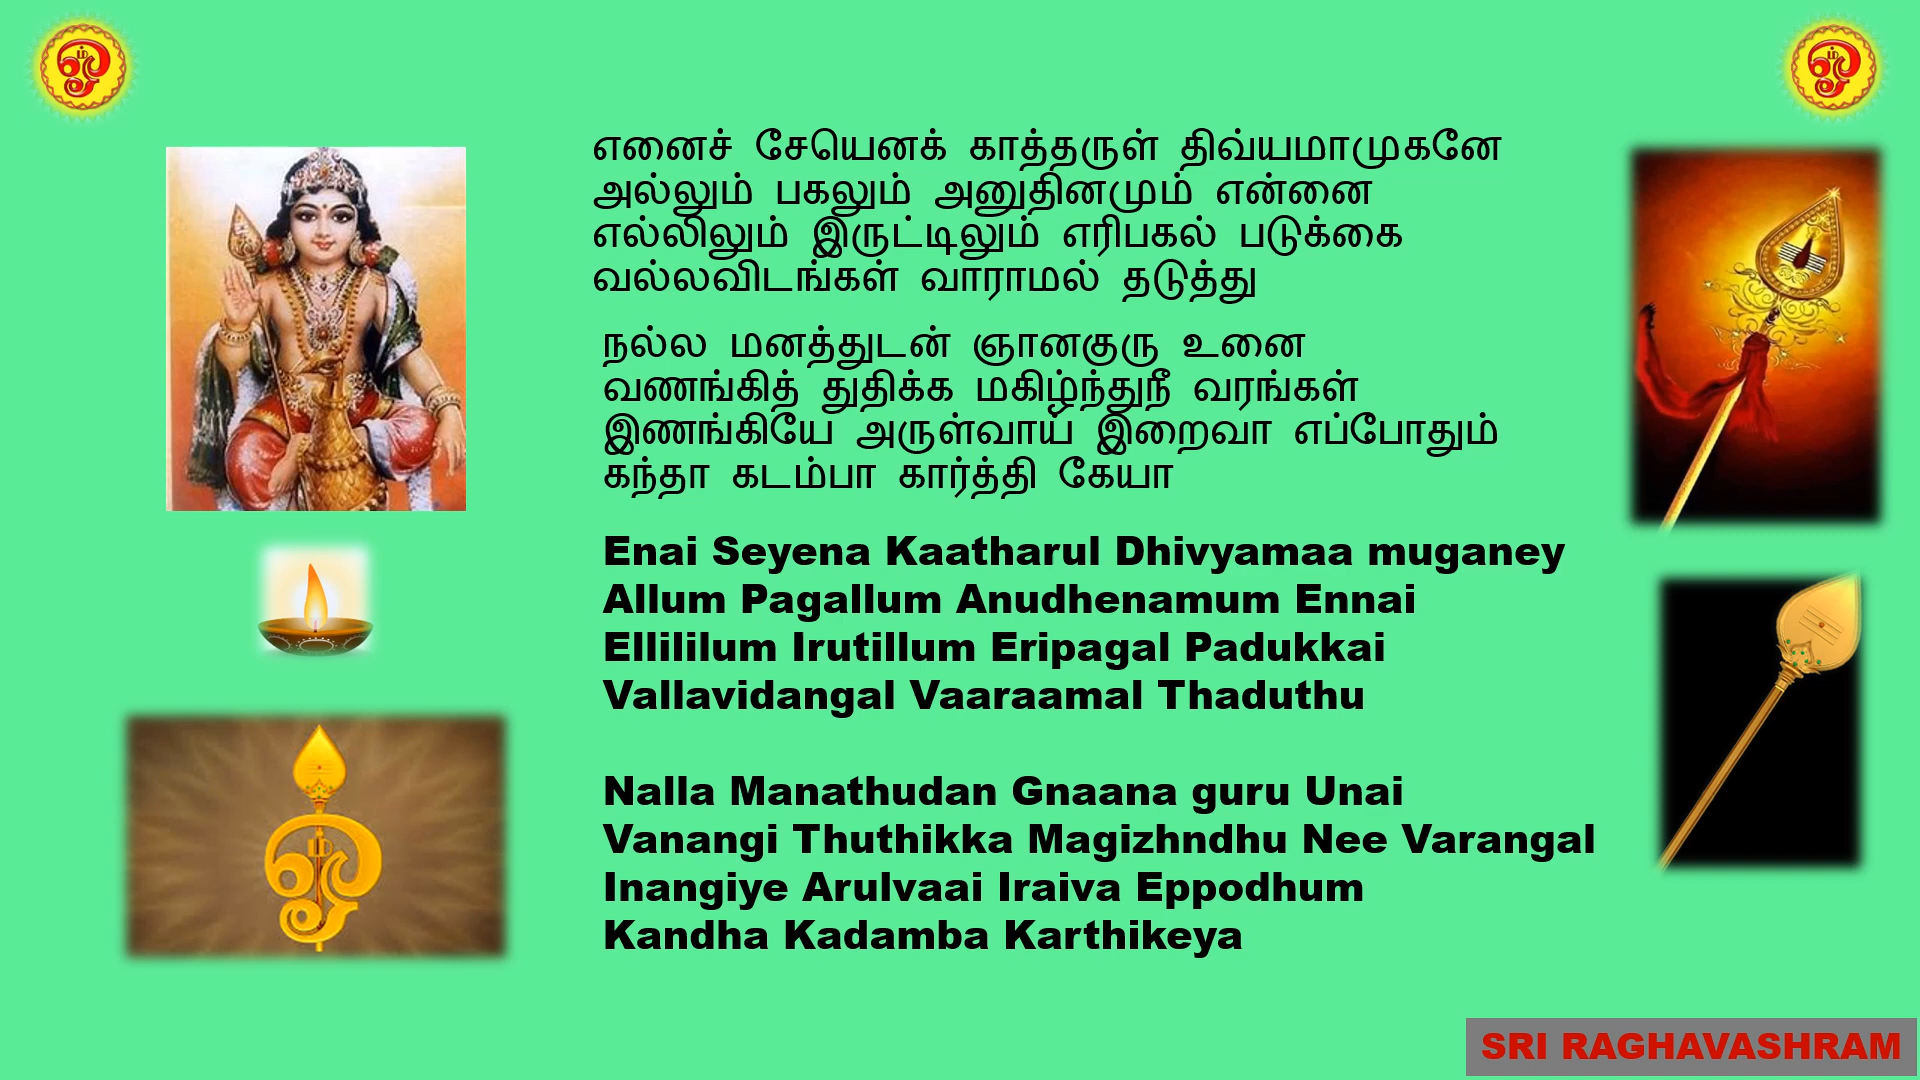 எனைச் சேயெனக் காத்தருள் திவ்யமாமுகனே
அல்லும் பகலும் அனுதினமும் என்னை
எல்லிலும் இருட்டிலும் எரிபகல் படுக்கை
வல்லவிடங்கள் வாராமல் தடுத்து
நல்ல மனத்துடன் ஞானகுரு உனை
வணங்கித் துதிக்க மகிழ்ந்துநீ வரங்கள்
இணங்கியே அருள்வாய் இறைவா எப்போதும்
கந்தா கடம்பா கார்த்தி கேயா
Enai Seyena Kaatharul Dhivyamaa muganey
Allum Pagallum Anudhenamum Ennai
Ellililum Irutillum Eripagal Padukkai
Vallavidangal Vaaraamal Thaduthu
Nalla Manathudan Gnaana guru Unai
Vanangi Thuthikka Magizhndhu Nee Varangal
Inangiye Arulvaai Iraiva Eppodhum
Kandha Kadamba Karthikeya
SRI RAGHAVASHRAM